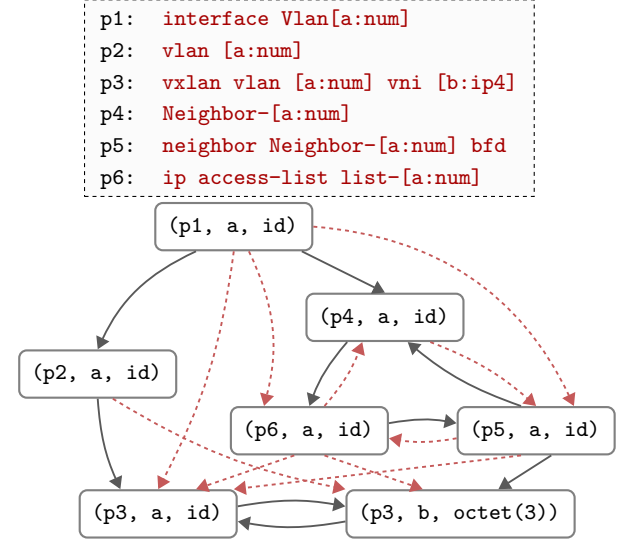 p1: interface Vlan[a:num]
p2: vlan [a:num]
p3: vxlan vlan [a:num] vni [b:ip4]
p4: Neighbor-[a:num]
p5: neighbor Neighbor-[a:num] bfd
p6: ip access-list list-[a:num]
(p1, a, id)
(p4, a, id)
(p2, a, id)
(p6, a, id)
(p5, a, id)
(p3, a, id)
(p3, b, octet(3))